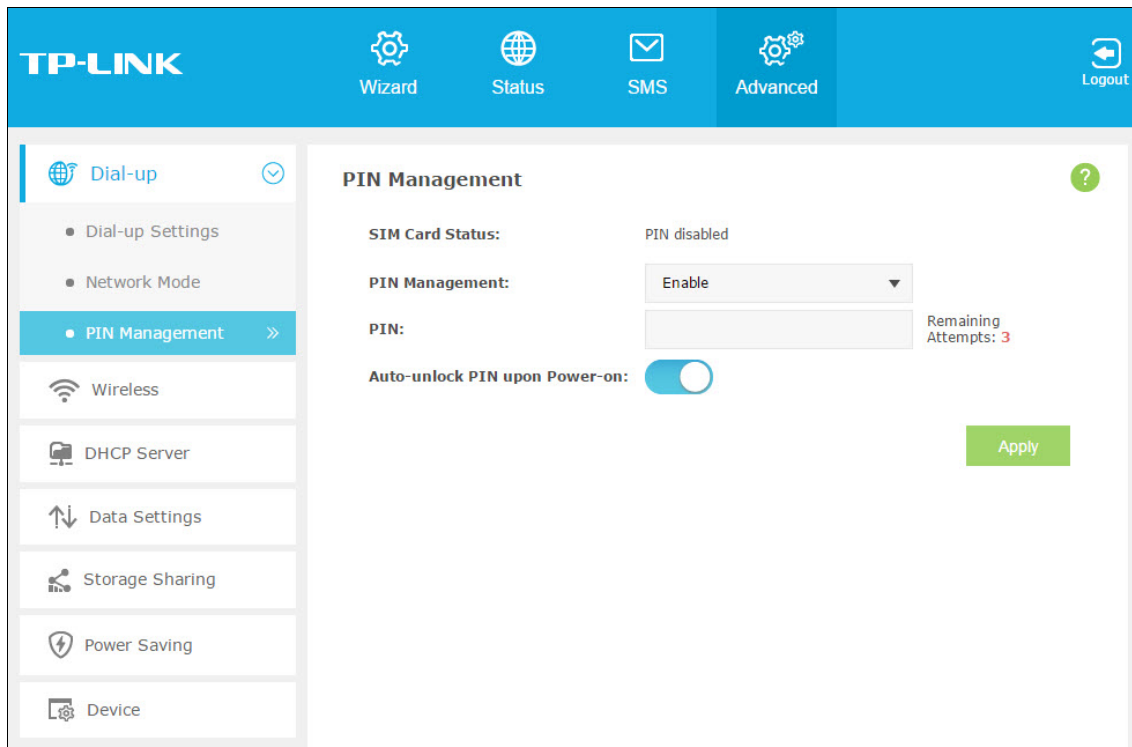 TP-LINK
Wizard
Status
SMS
Advanced
Logout
Dial-up
Dial-up Settings
Network Mode
PIN Management
Wireless
DHCP Server
Data Settings
Storage Sharing
Power Saving
Device
PIN Management
?
SIM Card Status: PIN disabled
PIN Management: Enable
PIN:
Remaining
Attempts: 3
Auto-unlock PIN upon Power-on:
Apply